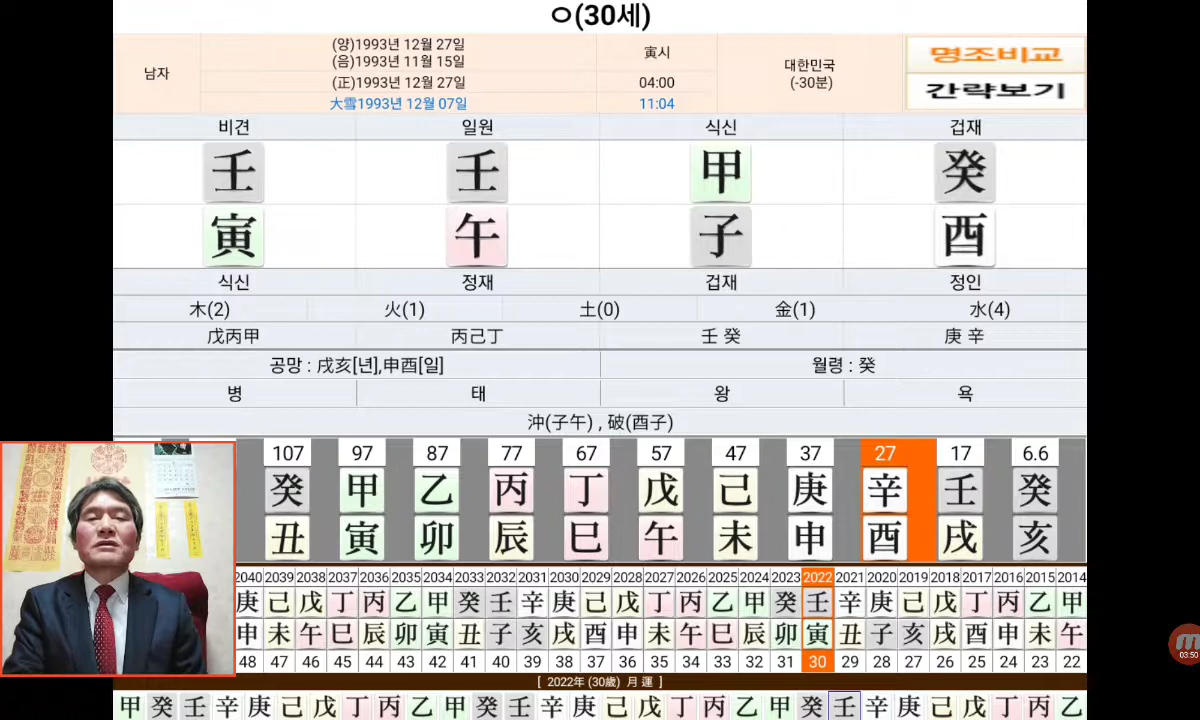 ㅇ(30세)
남자
(양)1993년 12월 27일
(음)1993년 11월 15일
(正)1993년 12월 27일
大雪1993년 12월 07일
寅시
04:00
11:04
대한민국
(-30분)
명조비교
간략보기
비견 일원 식신 겁재
壬 壬 甲 癸
寅 午 子 酉
식신 정재 겁재 정인
木(2) 火(1) 土(0) 金(1) 水(4)
戊丙甲 丙己丁 壬 癸 庚 辛
공망 : 戌亥[년],申酉[일] 월령 : 癸
병 태 왕 욕
沖(子午) , 破(酉子)
107 97 87 77 67 57 47 37 27 17 6.6
癸 甲 乙 丙 丁 戊 己 庚 辛 壬 癸
丑 寅 卯 辰 巳 午 未 申 酉 戌 亥
2040 2039 2038 2037 2036 2035 2034 2033 2032 2031 2030 2029 2028 2027 2026 2025 2024 2023 2022 2021 2020 2019 2018 2017 2016 2015 2014
庚 己 戊 丁 丙 乙 甲 癸 壬 辛 庚 己 戊 丁 丙 乙 甲 癸 壬 辛 庚 己 戊 丁 丙 乙 甲
申 未 午 巳 辰 卯 寅 丑 子 亥 戌 酉 申 未 午 巳 辰 卯 寅 丑 子 亥 戌 酉 申 未 午
48 47 46 45 44 43 42 41 40 39 38 37 36 35 34 33 32 31 30 29 28 27 26 25 24 23 22
[ 2022年 (30歲) 月 運 ]
甲 癸 壬 辛 庚 己 戊 丁 丙 乙 甲 癸 壬 辛 庚 己 戊 丁 丙 乙 甲 癸 壬 辛 庚 己 戊 丁 丙 乙
03:50